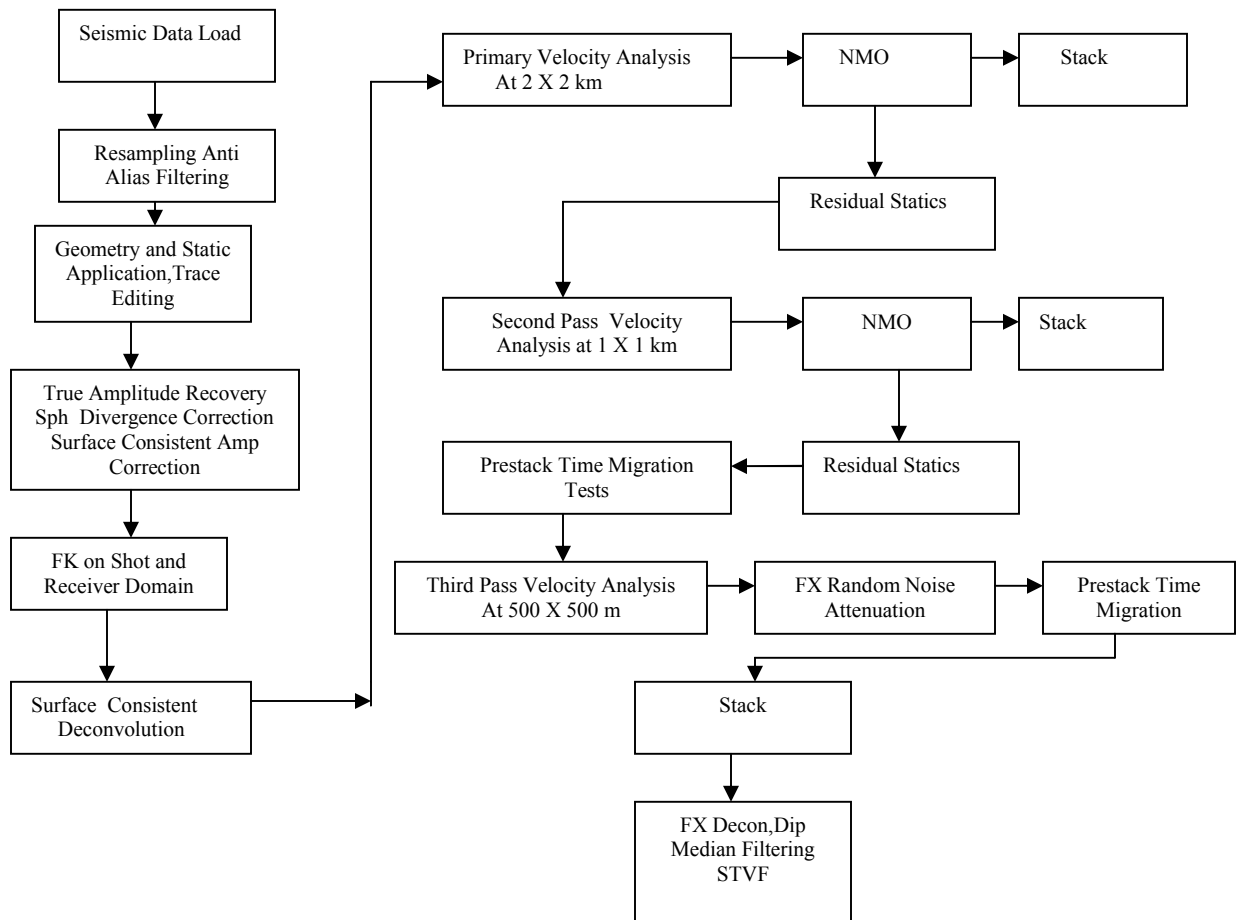 Seismic Data Load
Resampling Anti
Alias Filtering
Geometry and Static
Application,Trace
Editing
True Amplitude Recovery
Sph Divergence Correction
Surface Consistent Amp
Correction
FK on Shot and
Receiver Domain
Surface Consistent
Deconvolution
Primary Velocity Analysis
At 2 X 2 km
NMO
Stack
Residual Statics
Second Pass Velocity
Analysis at 1 X 1 km
NMO
Stack
Residual Statics
Prestack Time Migration
Tests
Third Pass Velocity Analysis
At 500 X 500 m
FX Random Noise
Attenuation
Prestack Time
Migration
Stack
FX Decon,Dip
Median Filtering
STVF